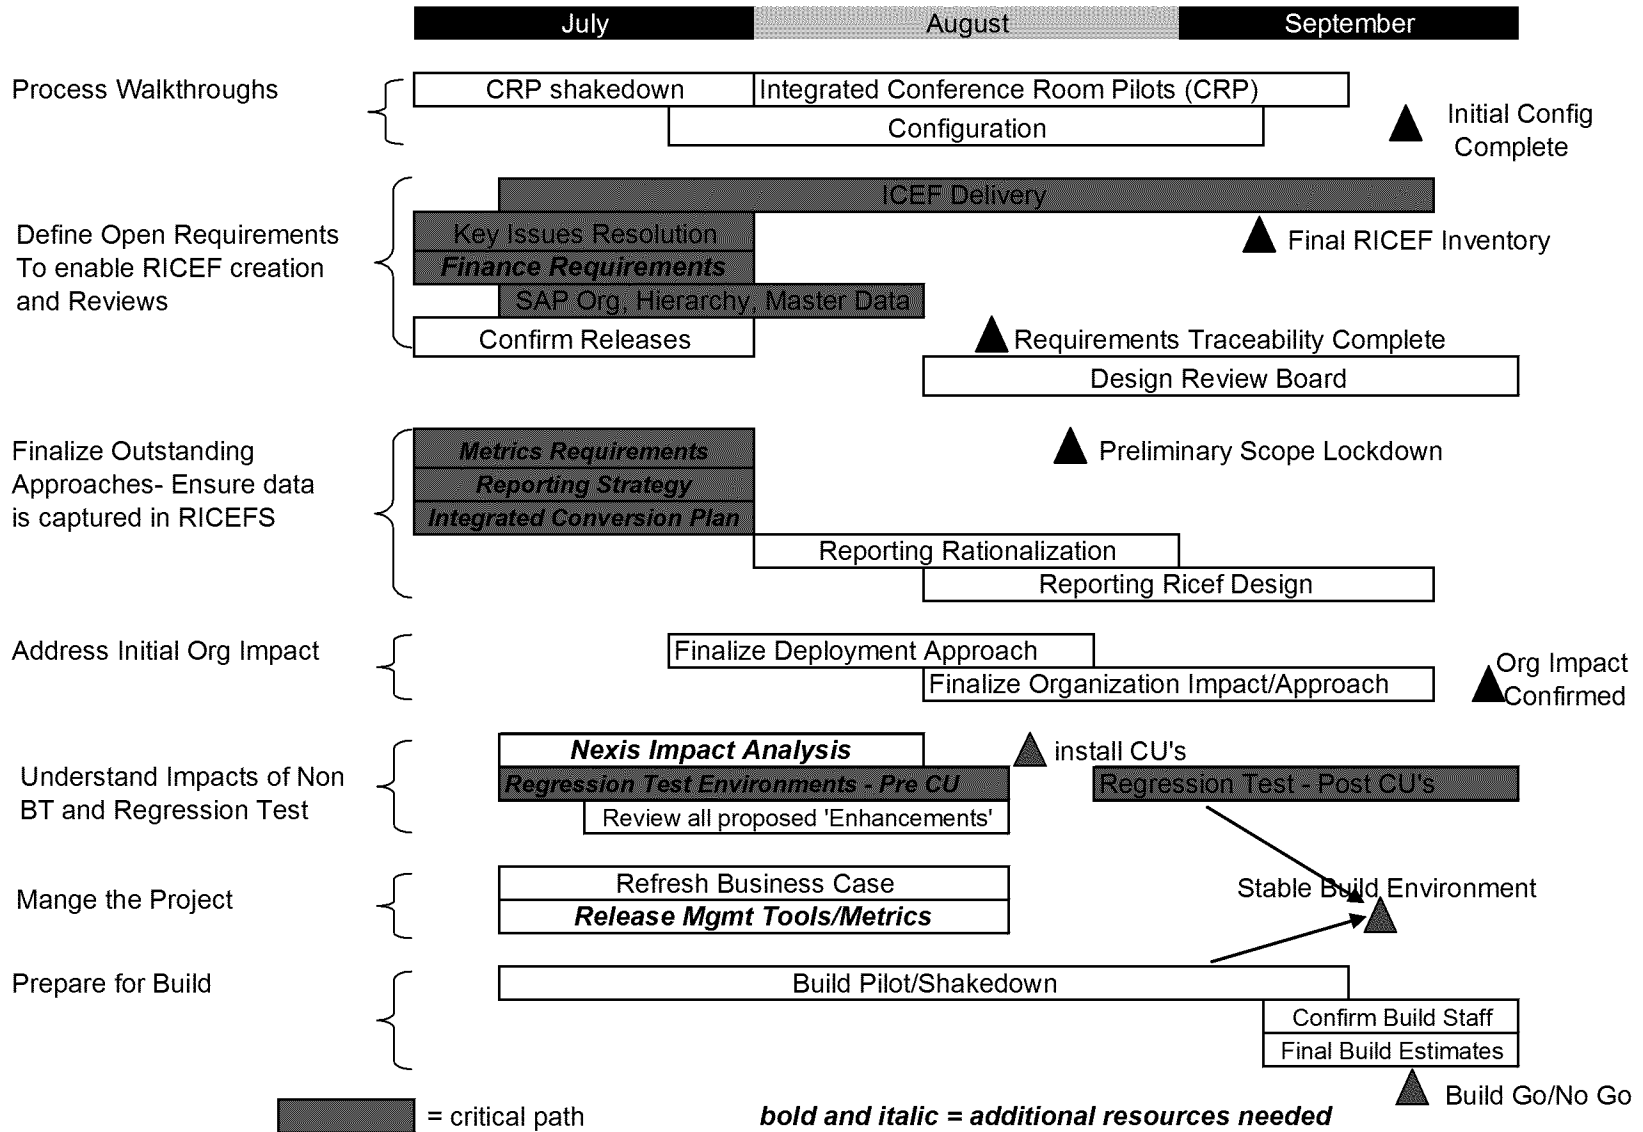 July August September
Process Walkthroughs
CRP shakedown
Integrated Conference Room Pilots (CRP)
Configuration
Initial Config
Complete
ICEF Delivery
Define Open Requirements
To enable RICEF creation
and Reviews
Key Issues Resolution
Final RICEF Inventory
Finance Requirements
SAP Org, Hierarchy, Master Data
Confirm Releases
Requirements Traceability Complete
Design Review Board
Finalize Outstanding
Approaches- Ensure data
is captured in RICEFS
Metrics Requirements
Preliminary Scope Lockdown
Reporting Strategy
Integrated Conversion Plan
Reporting Rationalization
Reporting Ricef Design
Address Initial Org Impact
Finalize Deployment Approach
Finalize Organization Impact/Approach
Org Impact
Confirmed
Understand Impacts of Non
BT and Regression Test
Nexis Impact Analysis
install CU's
Regression Test Environments - Pre CU
Regression Test - Post CU's
Review all proposed 'Enhancements'
Mange the Project
Refresh Business Case
Release Mgmt Tools/Metrics
Stable Build Environment
Prepare for Build
Build Pilot/Shakedown
Confirm Build Staff
Final Build Estimates
Build Go/No Go
= critical path
bold and italic = additional resources needed